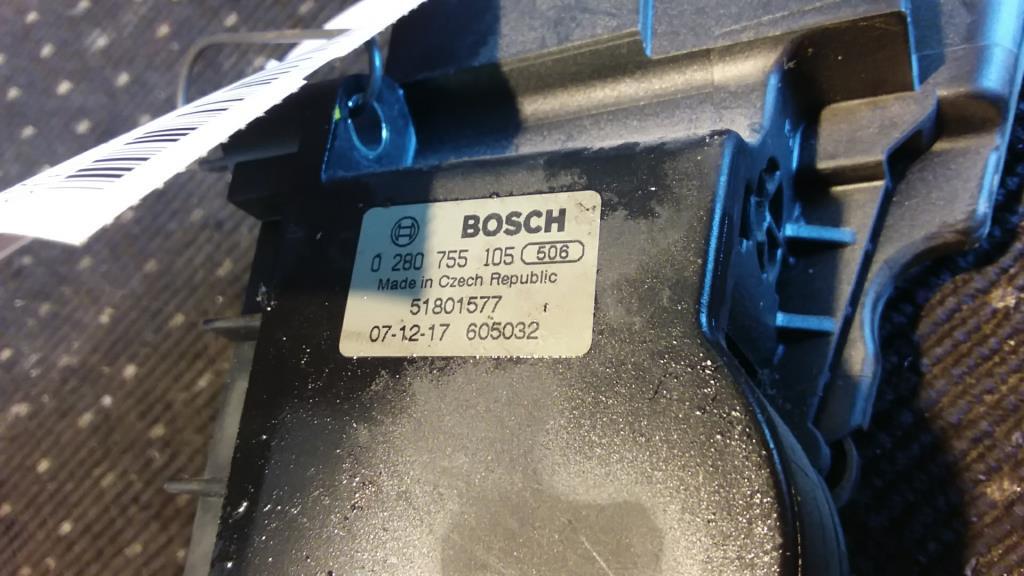 BOSCH
0 280 755 105 506
Made in Czech Republic
51801577
07-12-17 605032